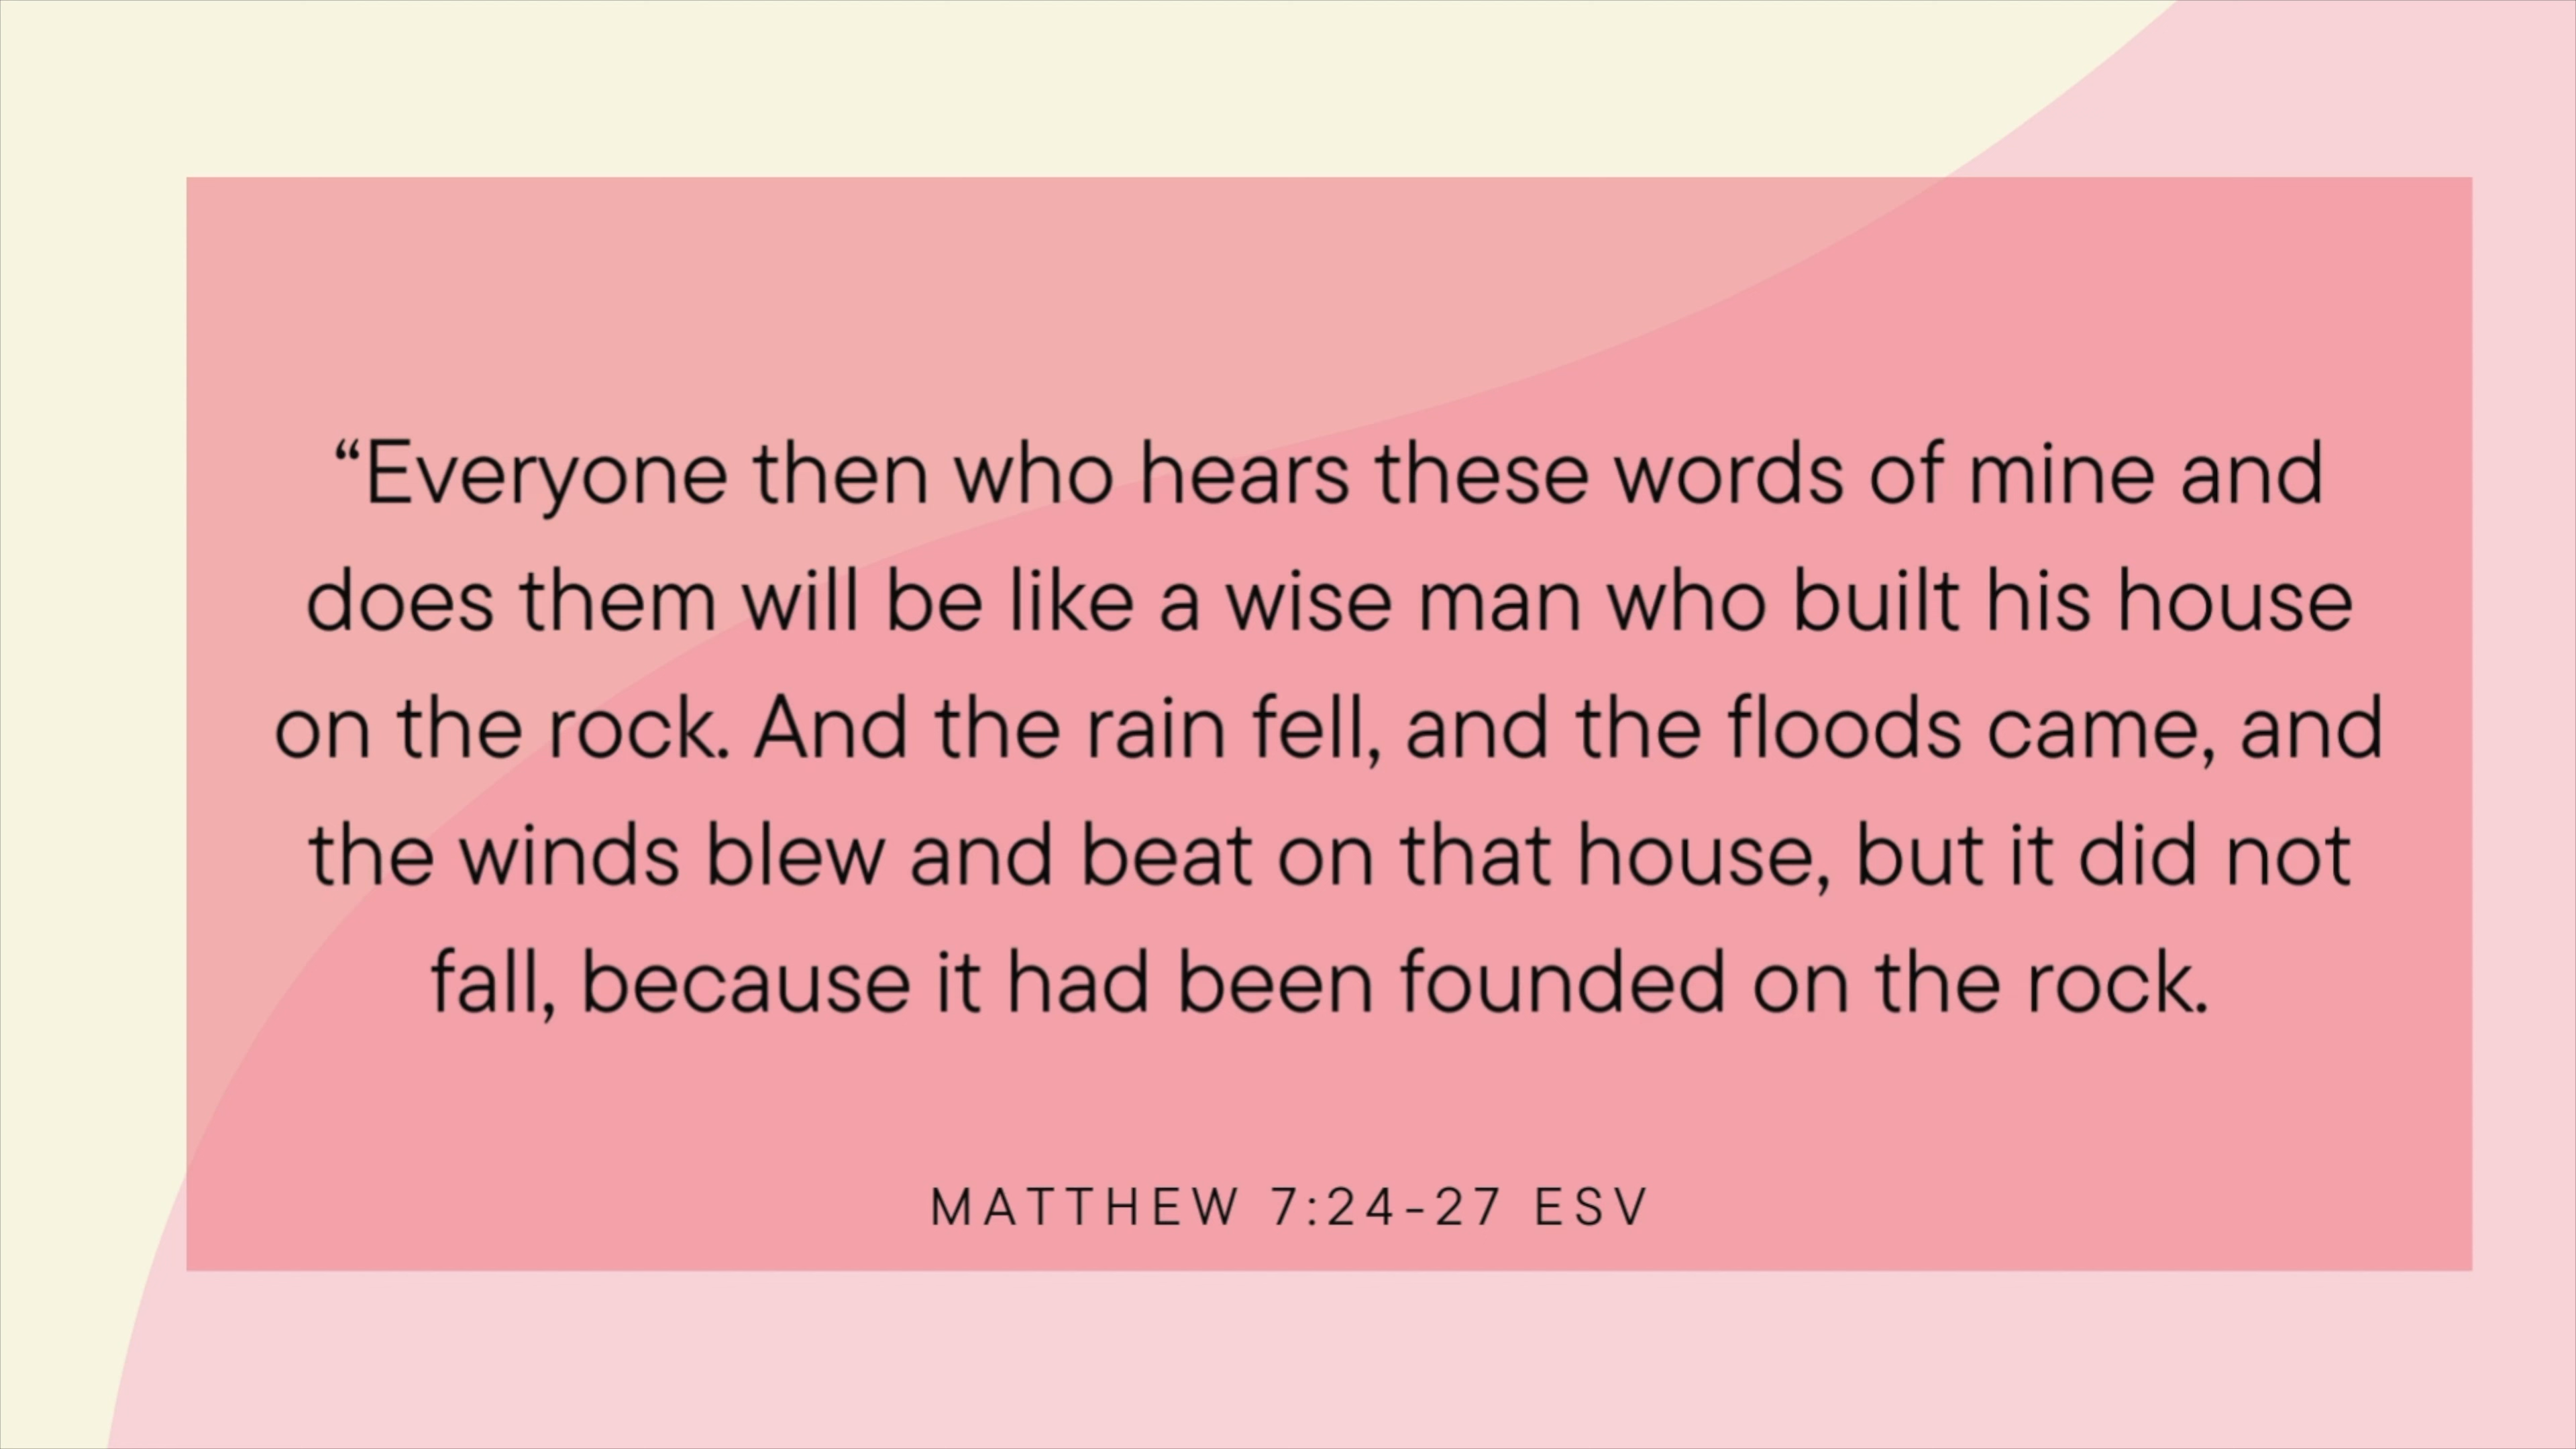 “Everyone then who hears these words of mine and
does them will be like a wise man who built his house
on the rock. And the rain fell, and the floods came, and
the winds blew and beat on that house, but it did not
fall, because it had been founded on the rock.
MATTHEW 7:24-27 ESV